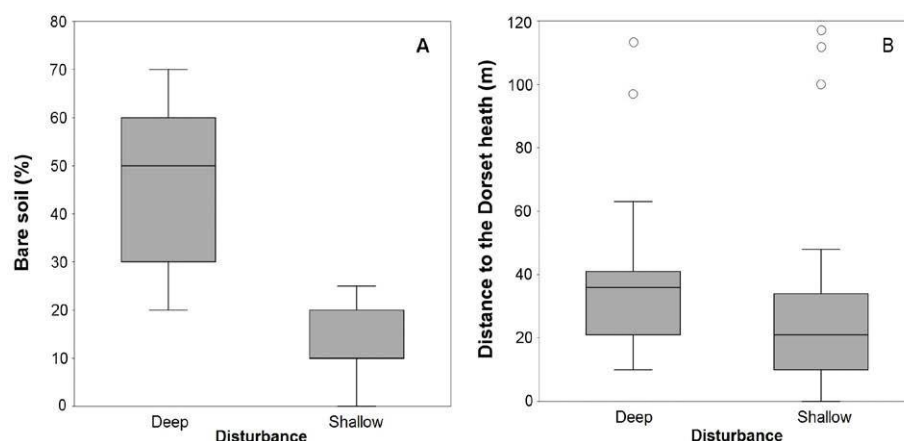 A
Bare soil (%)
80
70
60
50
40
30
20
10
0
Deep
Shallow
Disturbance
B
Distance to the Dorset heath (m)
120
100
80
60
40
20
0
Deep
Shallow
Disturbance